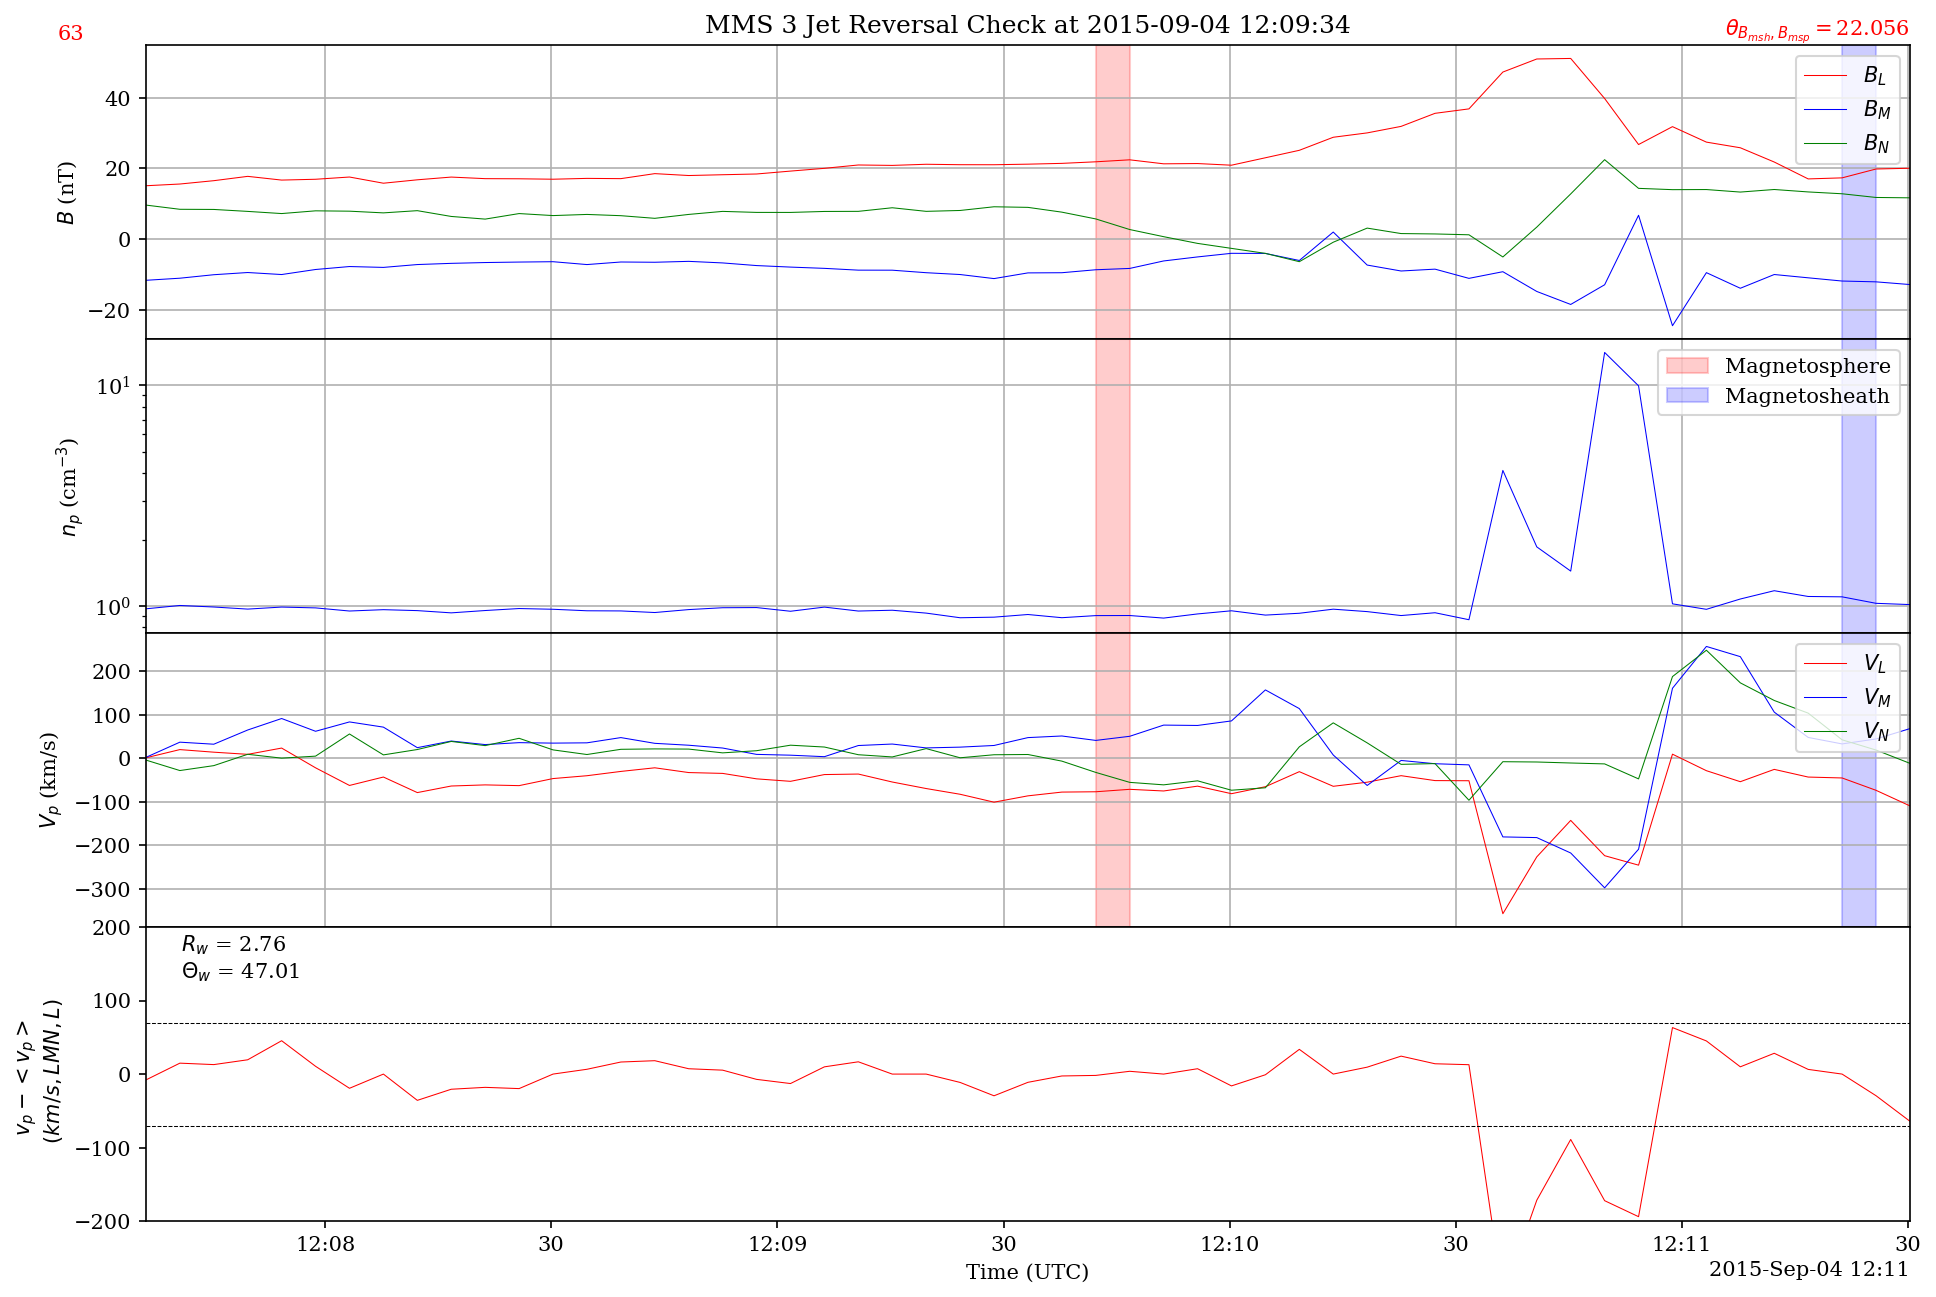 63
MMS 3 Jet Reversal Check at 2015-09-04 12:09:34
θ_{B_{msh}, B_{msp}} = 22.056
40
20
0
−20
B (nT)
B_L
B_M
B_N
10^1
10^0
n_p (cm^{−3})
Magnetosphere
Magnetosheath
200
100
0
−100
−200
−300
V_p (km/s)
V_L
V_M
V_N
200
100
0
−100
−200
v_p − <v_p>
(km/s, LMN, L)
R_w = 2.76
Θ_w = 47.01
12:08
30
12:09
30
12:10
30
12:11
30
Time (UTC)
2015-Sep-04 12:11